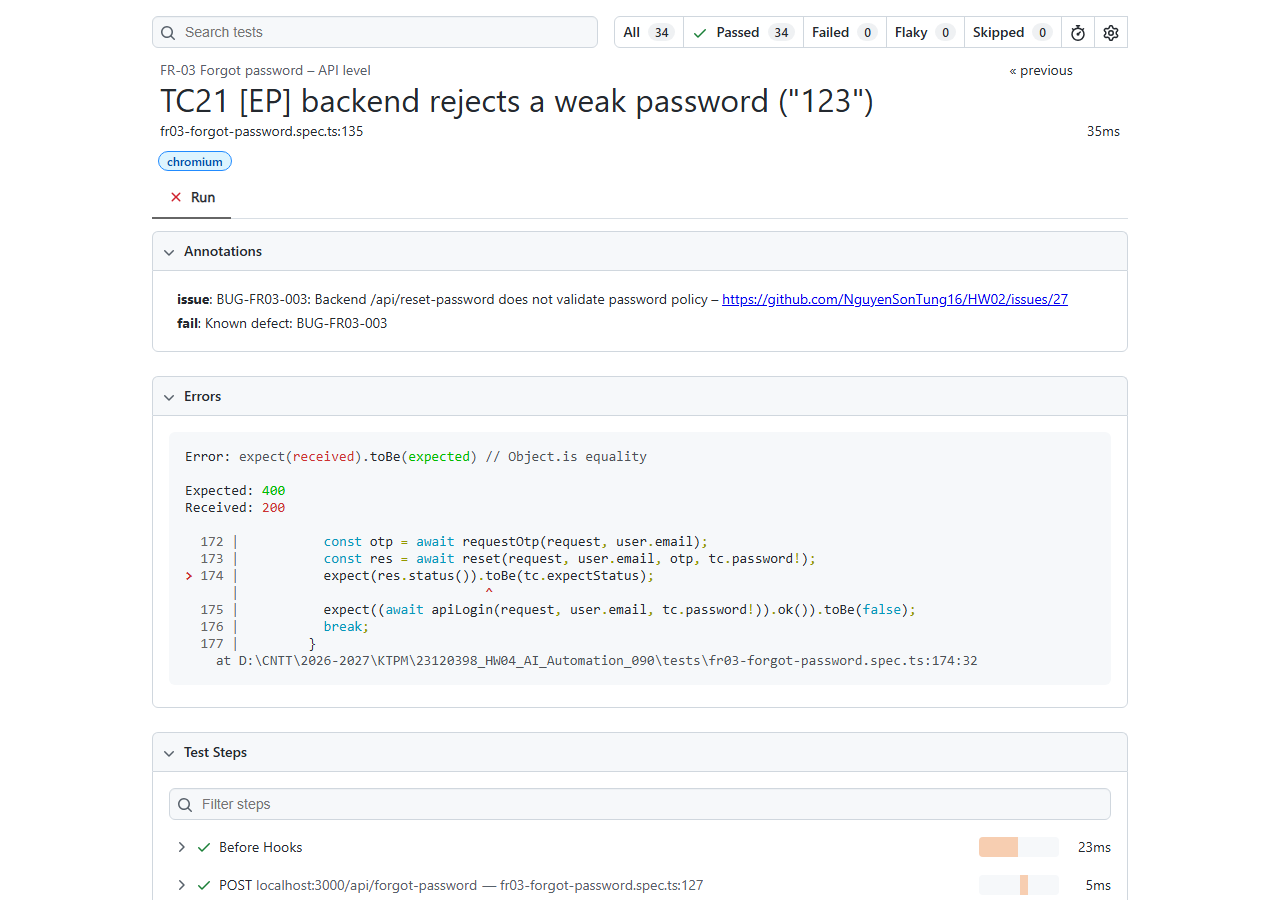 Search tests
All 34 Passed 34 Failed 0 Flaky 0 Skipped 0
FR-03 Forgot password – API level
« previous
TC21 [EP] backend rejects a weak password ("123")
fr03-forgot-password.spec.ts:135
35ms
chromium
Run
Annotations
issue: BUG-FR03-003: Backend /api/reset-password does not validate password policy – https://github.com/NguyenSonTung16/HW02/issues/27
fail: Known defect: BUG-FR03-003
Errors
Error: expect(received).toBe(expected) // Object.is equality
Expected: 400
Received: 200
172 | const otp = await requestOtp(request, user.email);
173 | const res = await reset(request, user.email, otp, tc.password!);
> 174 | expect(res.status()).toBe(tc.expectStatus);
| ^
175 | expect((await apiLogin(request, user.email, tc.password!)).ok()).toBe(false);
176 | break;
177 | }
at D:\CNTT\2026-2027\KTPM\23120398_HW04_AI_Automation_090\tests\fr03-forgot-password.spec.ts:174:32
Test Steps
Filter steps
Before Hooks 23ms
POST localhost:3000/api/forgot-password — fr03-forgot-password.spec.ts:127 5ms